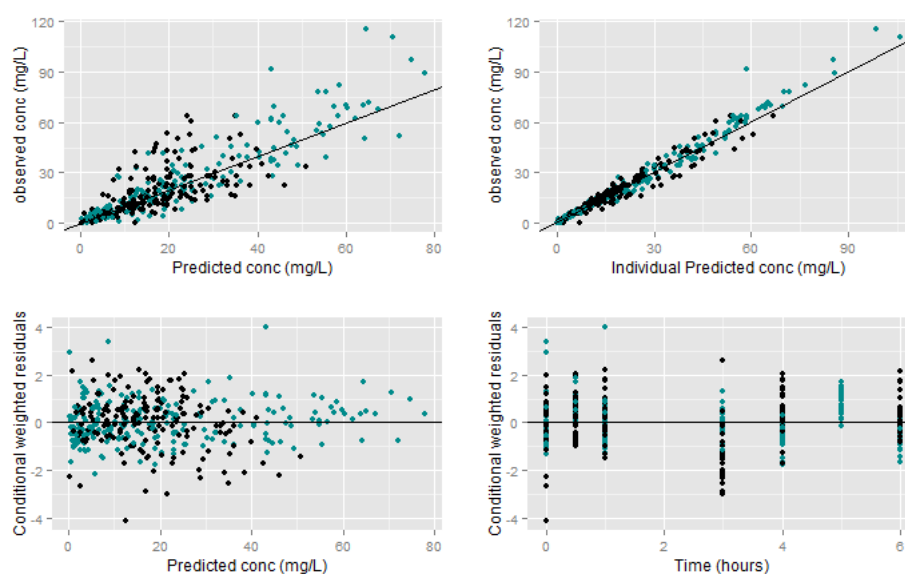 120
90
60
30
0
observed conc (mg/L)
0 20 40 60 80
Predicted conc (mg/L)
120
90
60
30
0
observed conc (mg/L)
0 30 60 90
Individual Predicted conc (mg/L)
4
2
0
-2
-4
Conditional weighted residuals
0 20 40 60 80
Predicted conc (mg/L)
4
2
0
-2
-4
Conditional weighted residuals
0 2 4 6
Time (hours)